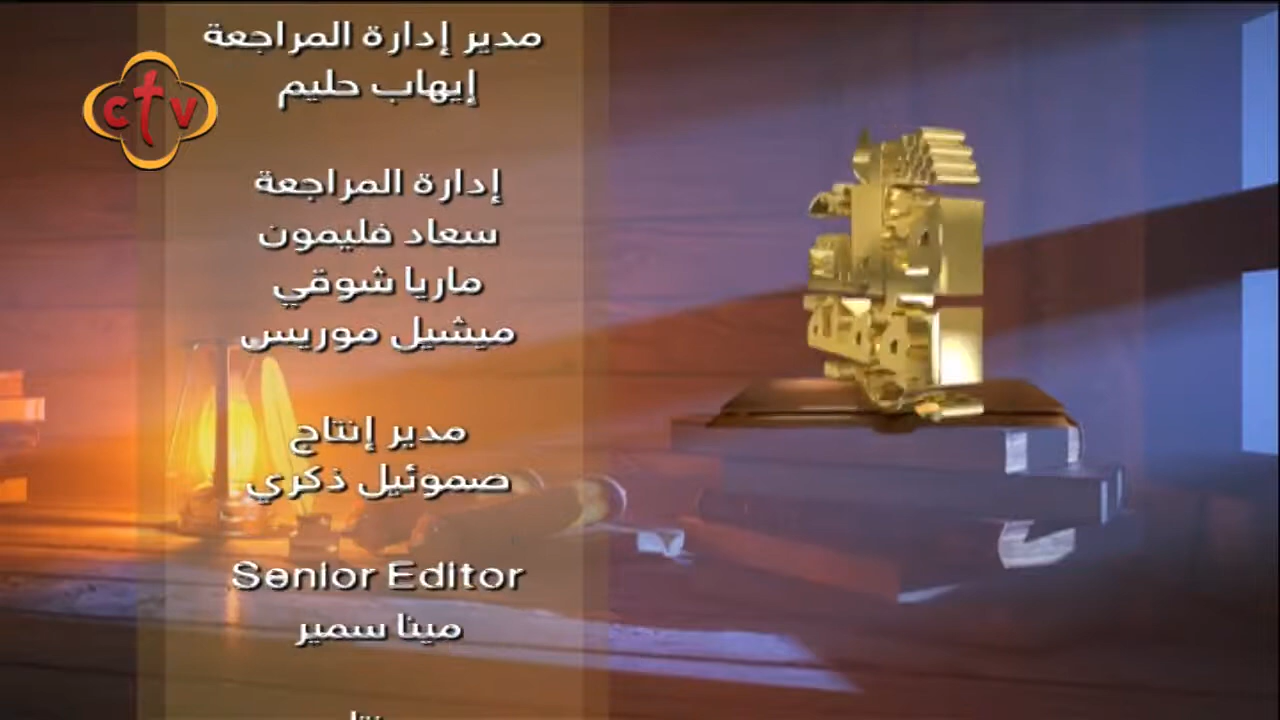 مدير إدارة المراجعة
إيهاب حليم
ctv
إدارة المراجعة
سعاد فليمون
ماريا شوقي
ميشيل موريس
مدير إنتاج
صموئيل ذكري
Senior Editor
مينا سمير